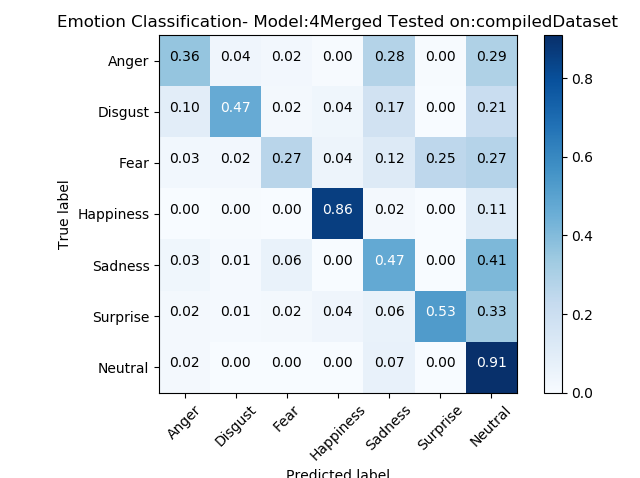 Emotion Classification- Model:4Merged Tested on:compiledDataset
Anger 0.36 0.04 0.02 0.00 0.28 0.00 0.29
Disgust 0.10 0.47 0.02 0.04 0.17 0.00 0.21
Fear 0.03 0.02 0.27 0.04 0.12 0.25 0.27
Happiness 0.00 0.00 0.00 0.86 0.02 0.00 0.11
Sadness 0.03 0.01 0.06 0.00 0.47 0.00 0.41
Surprise 0.02 0.01 0.02 0.04 0.06 0.53 0.33
Neutral 0.02 0.00 0.00 0.00 0.07 0.00 0.91
True label
Anger Disgust Fear Happiness Sadness Surprise Neutral
Predicted label
0.8
0.6
0.4
0.2
0.0